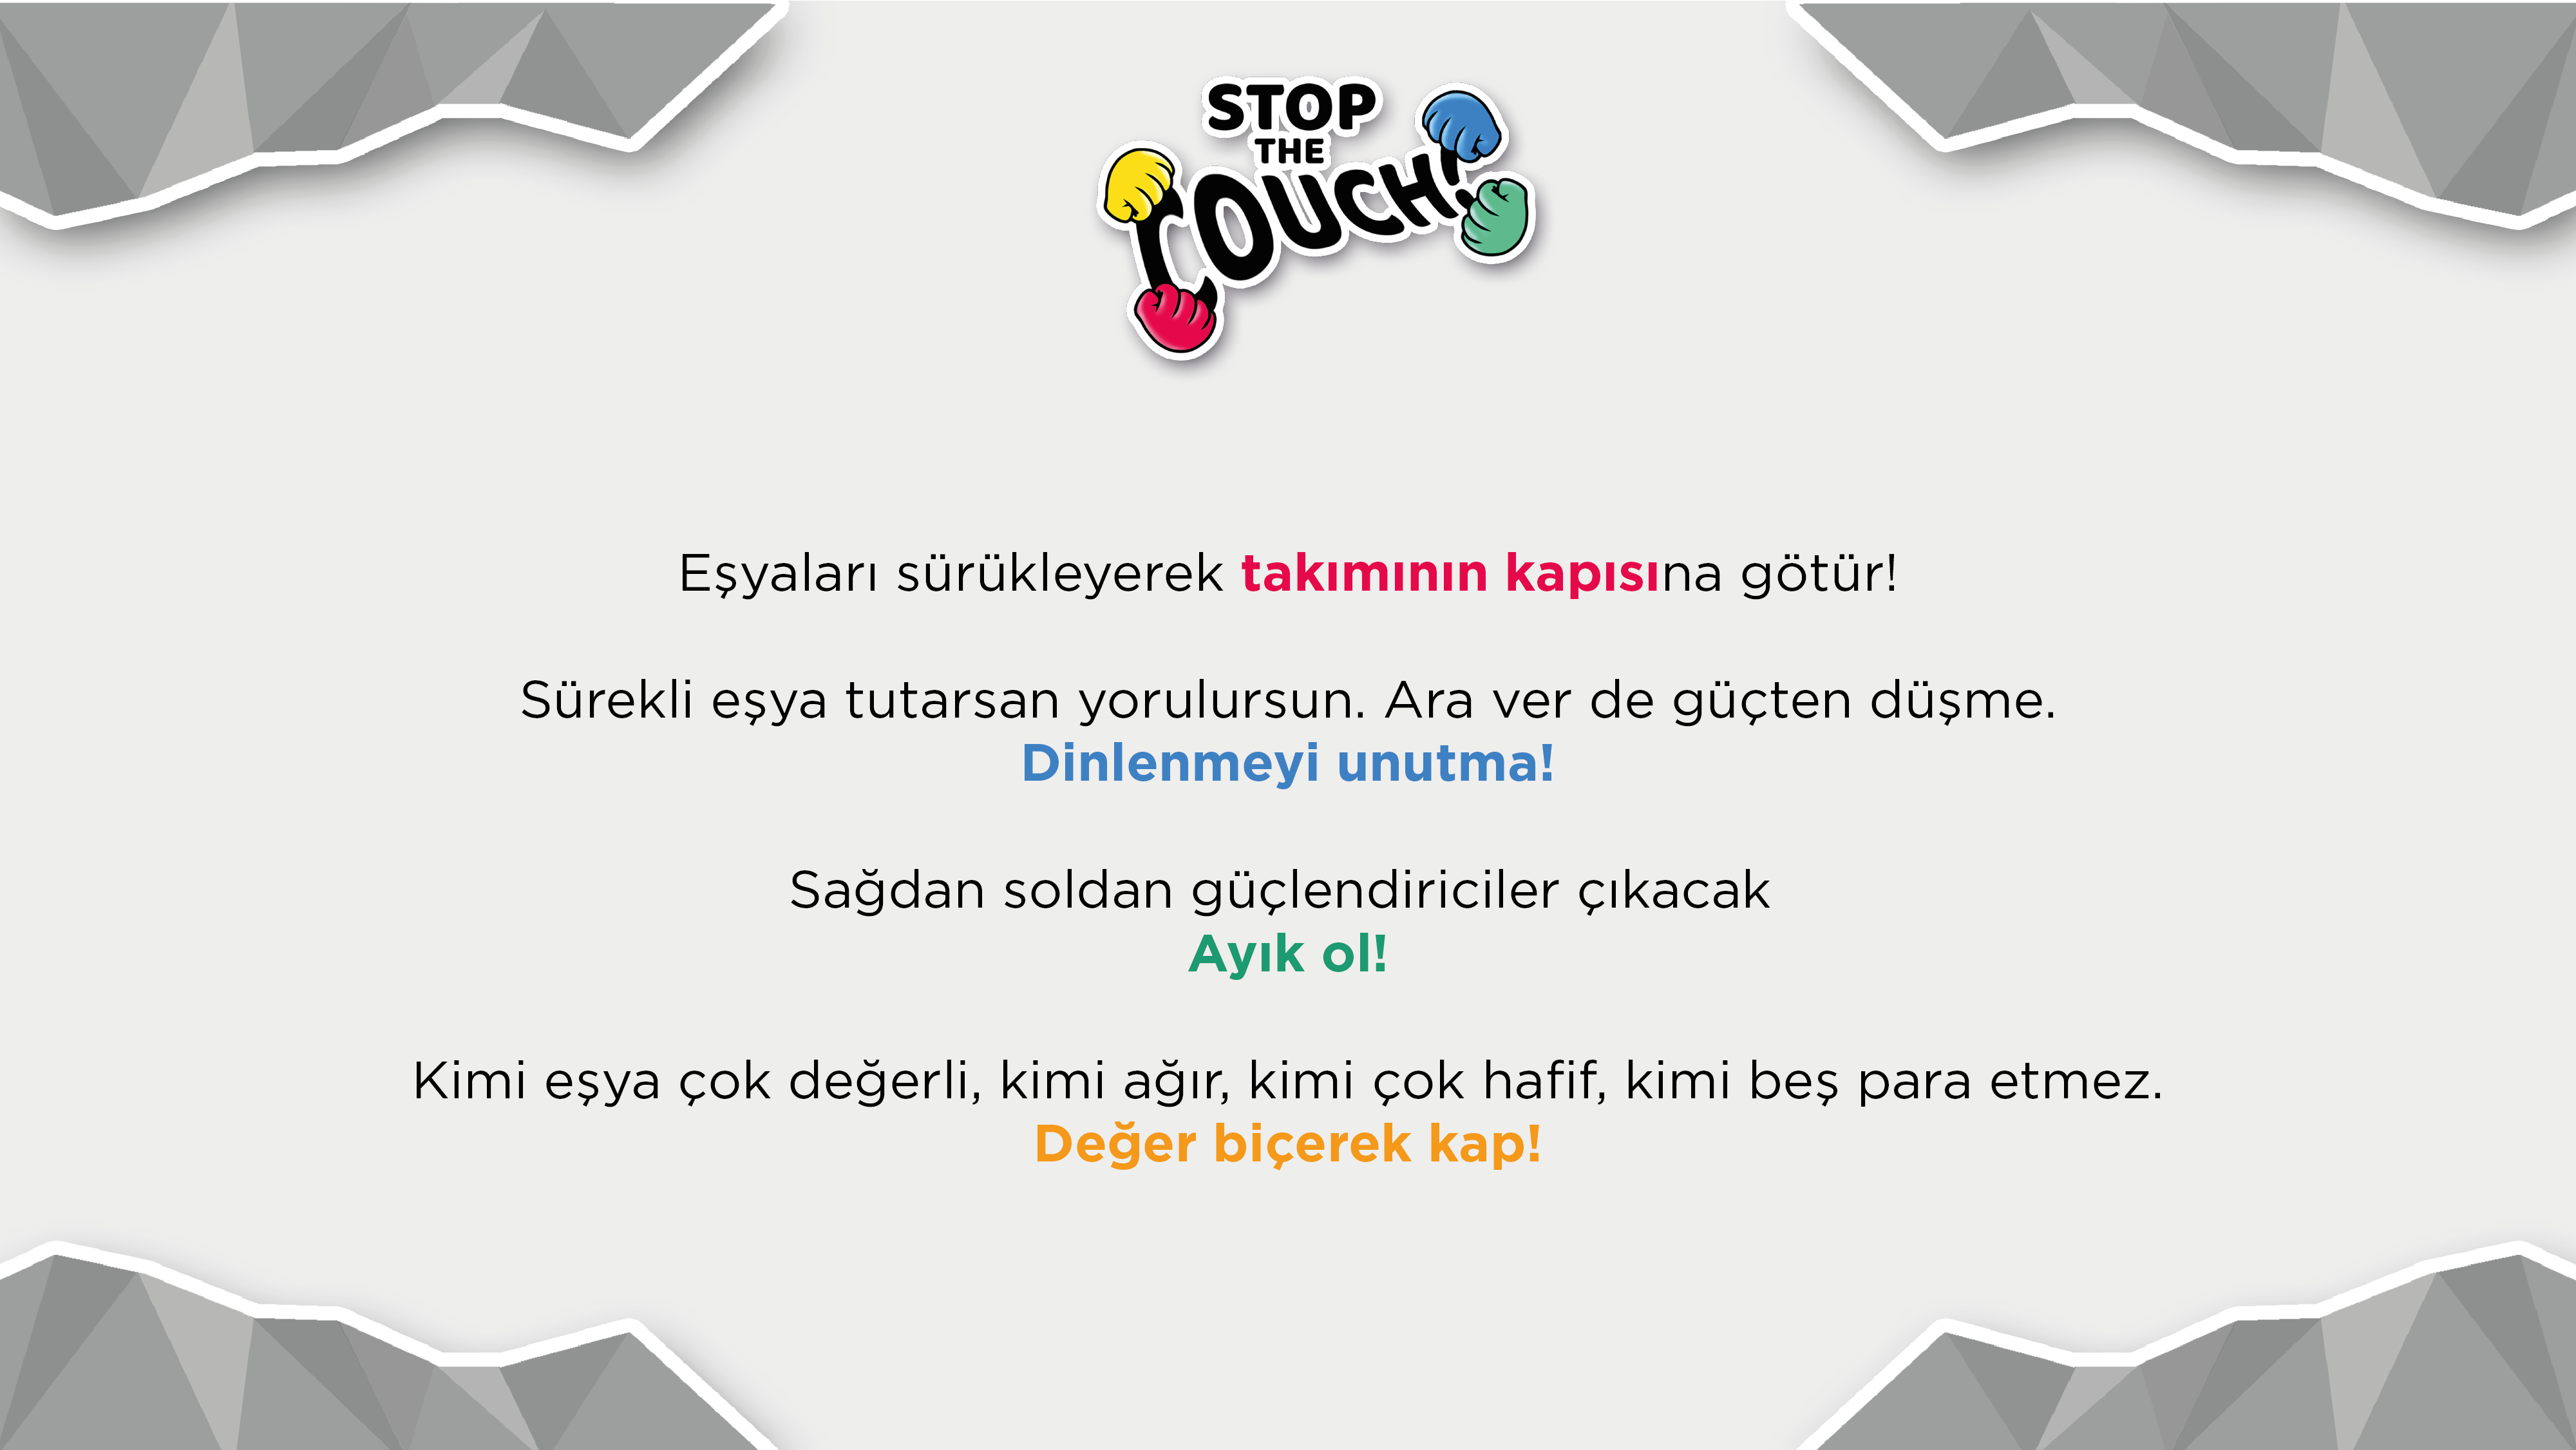 STOP
THE
COUCH!
Eşyaları sürükleyerek takımının kapısına götür!
Sürekli eşya tutarsan yorulursun. Ara ver de güçten düşme.
Dinlenmeyi unutma!
Sağdan soldan güçlendiriciler çıkacak
Ayık ol!
Kimi eşya çok değerli, kimi ağır, kimi çok hafif, kimi beş para etmez.
Değer biçerek kap!